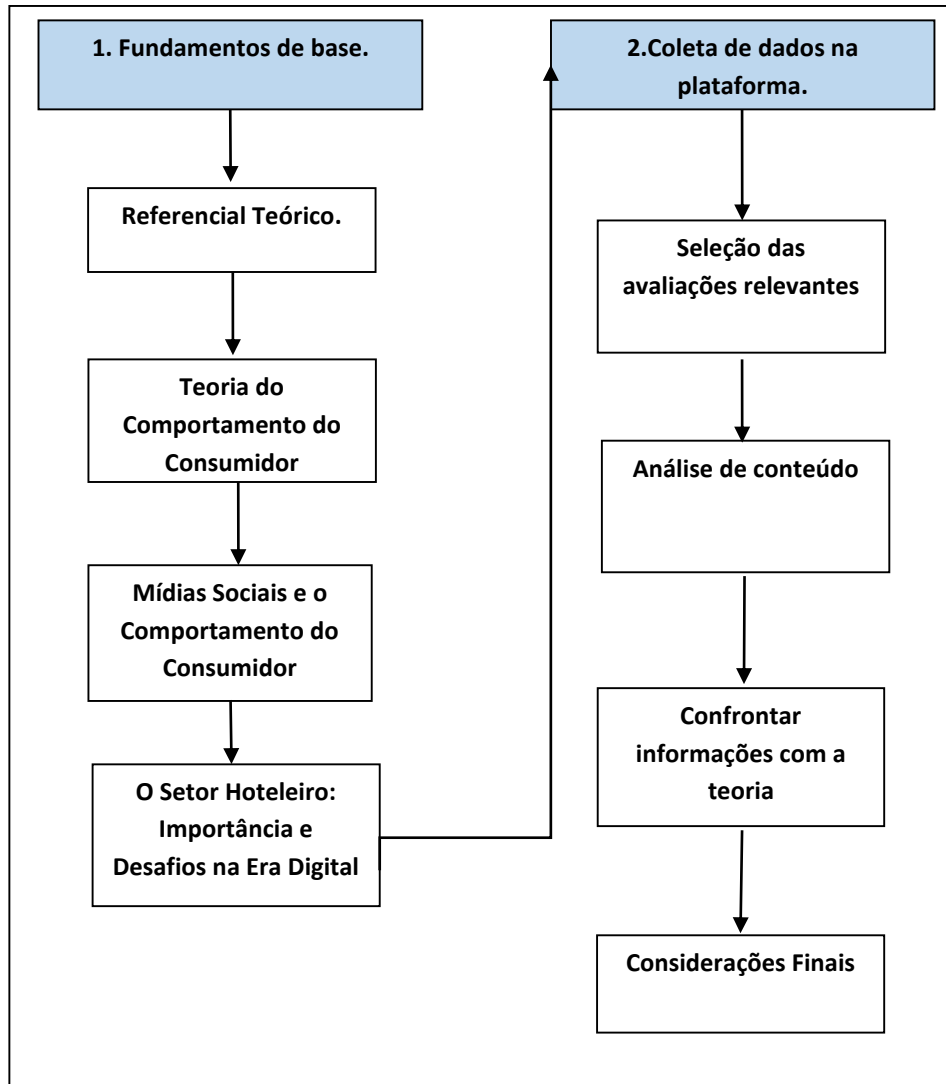 1. Fundamentos de base.
Referencial Teórico.
Teoria do
Comportamento do
Consumidor
Mídias Sociais e o
Comportamento do
Consumidor
O Setor Hoteleiro:
Importância e
Desafios na Era Digital
2.Coleta de dados na
plataforma.
Seleção das
avaliações relevantes
Análise de conteúdo
Confrontar
informações com a
teoria
Considerações Finais